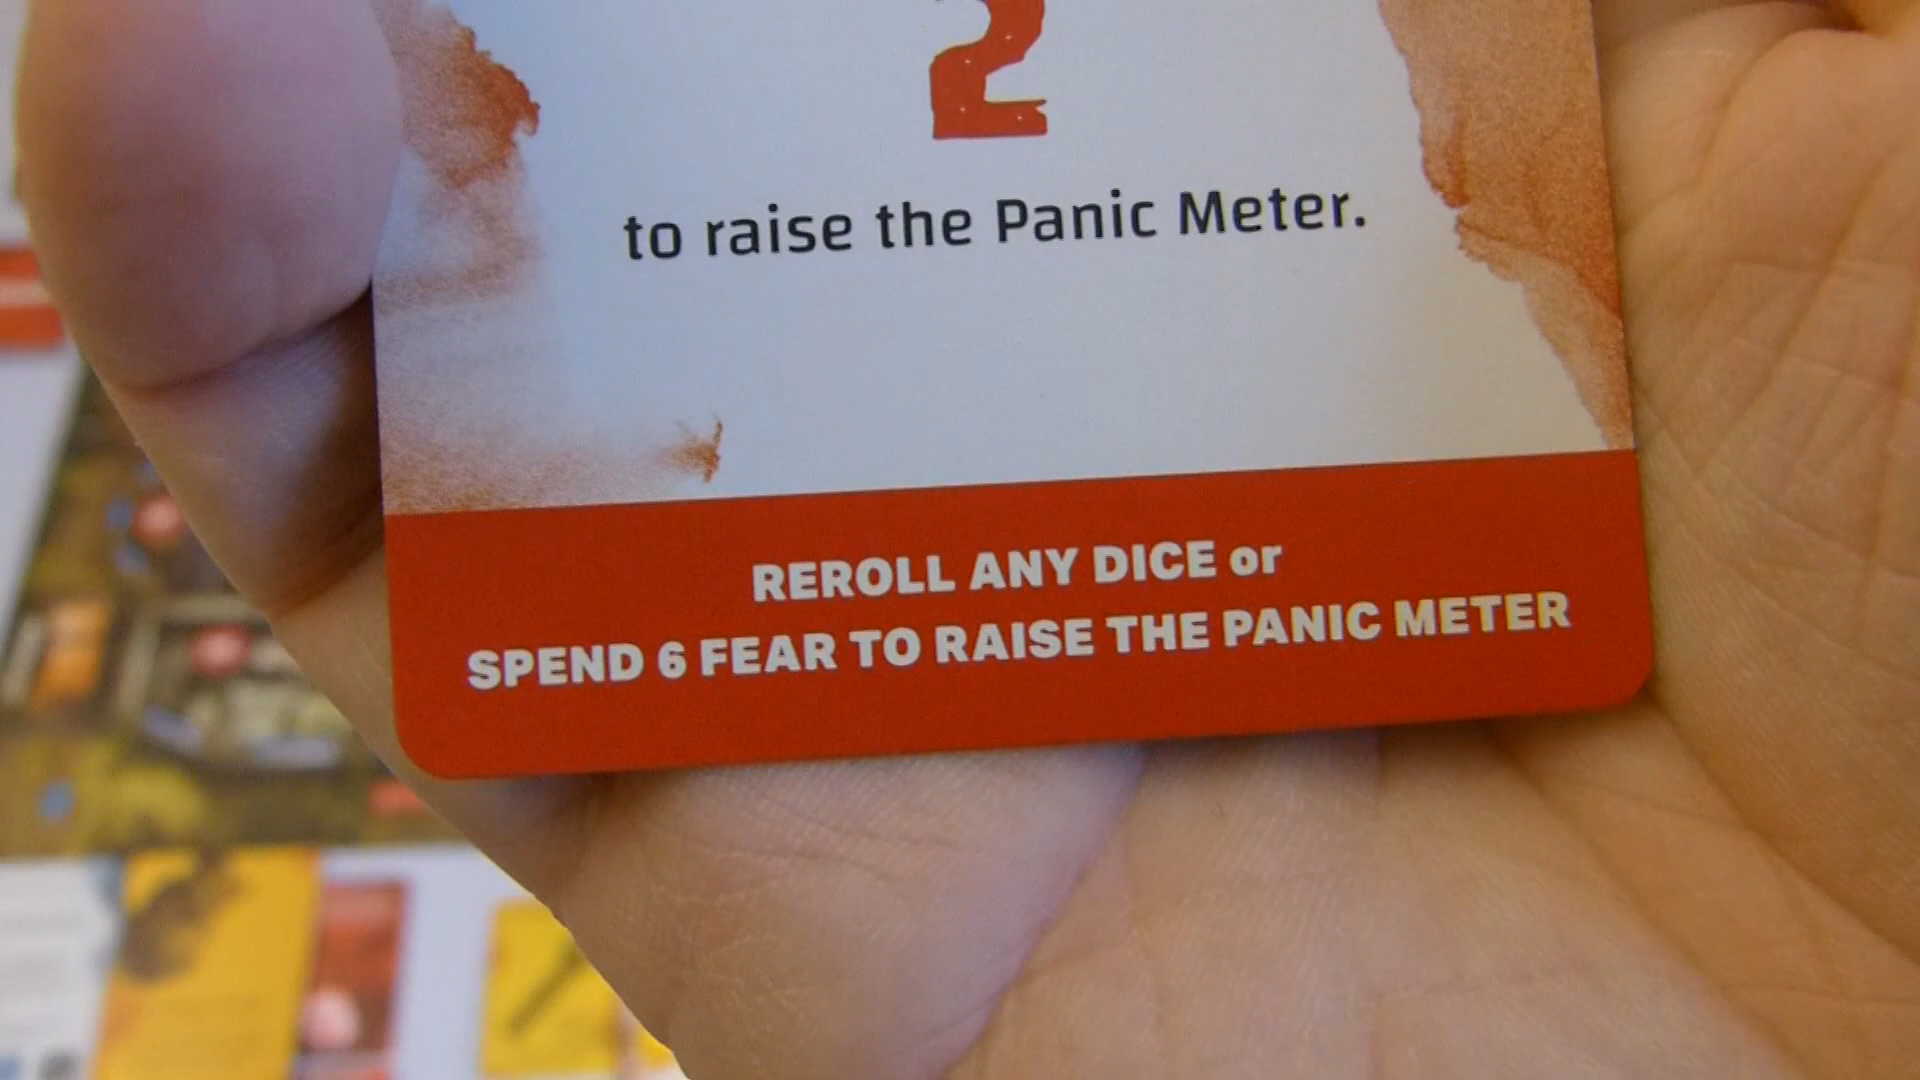 2
to raise the Panic Meter.
REROLL ANY DICE or
SPEND 6 FEAR TO RAISE THE PANIC METER